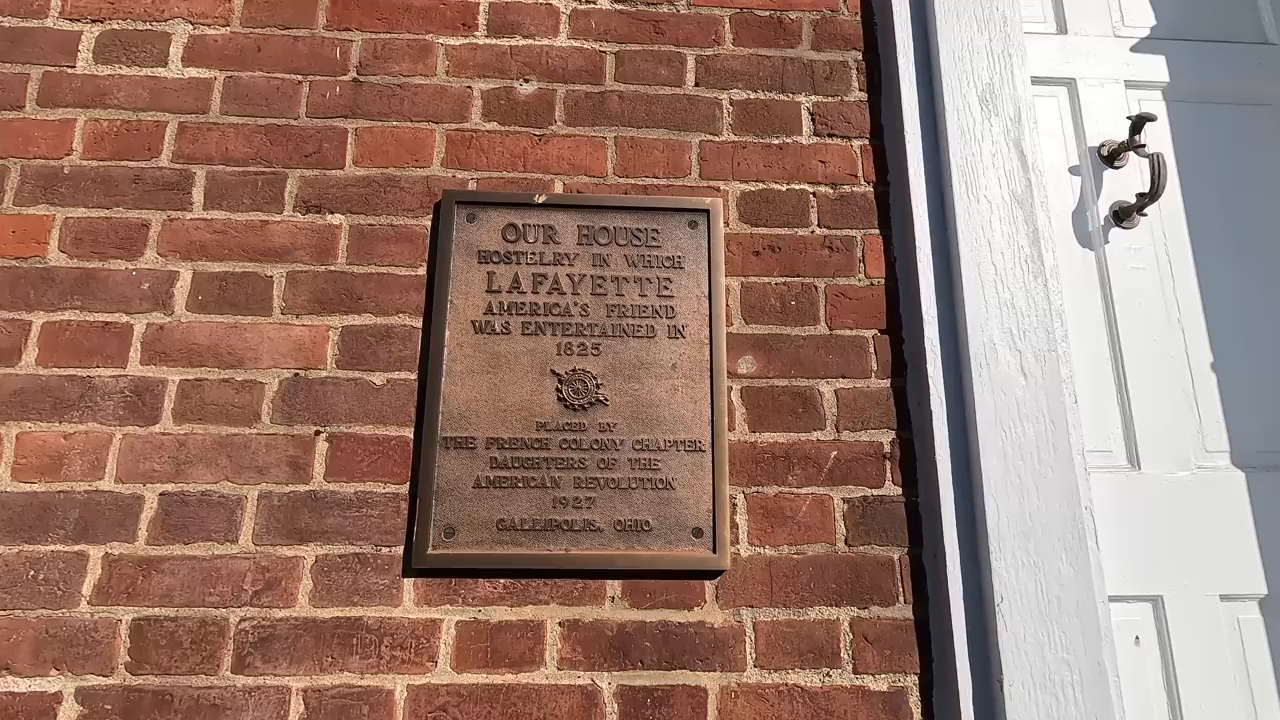 OUR HOUSE
HOSTELRY IN WHICH
LAFAYETTE
AMERICA'S FRIEND
WAS ENTERTAINED IN
1825
PLACED BY
THE FRENCH COLONY CHAPTER
DAUGHTERS OF THE
AMERICAN REVOLUTION
1927
GALLIPOLIS, OHIO